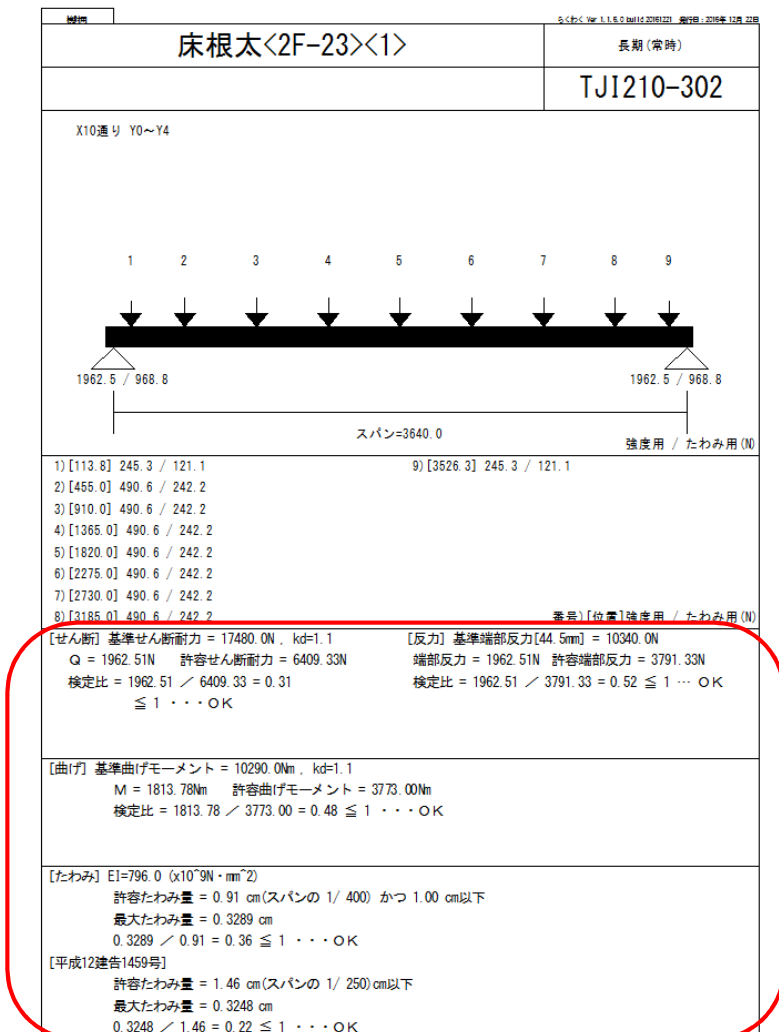 らくわく Ver 1.1.6.0 build 20161221 発行日：2016年 12月 22日
床根太<2F-23><1>
長期(常時)
TJI210-302
X10通り Y0～Y4
1 2 3 4 5 6 7 8 9
1962.5 / 968.8
1962.5 / 968.8
スパン=3640.0
強度用 / たわみ用(N)
1)[113.8] 245.3 / 121.1
9)[3526.3] 245.3 / 121.1
2)[455.0] 490.6 / 242.2
3)[910.0] 490.6 / 242.2
4)[1365.0] 490.6 / 242.2
5)[1820.0] 490.6 / 242.2
6)[2275.0] 490.6 / 242.2
7)[2730.0] 490.6 / 242.2
8)[3185.0] 490.6 / 242.2
番号)[位置]強度用 / たわみ用(N)
[せん断] 基準せん断耐力 = 17480.0N , kd=1.1
Q = 1962.51N 許容せん断耐力 = 6409.33N
検定比 = 1962.51 ／ 6409.33 = 0.31
≦ 1 ・・・OK
[反力] 基準端部反力[44.5mm] = 10340.0N
端部反力 = 1962.51N 許容端部反力 = 3791.33N
検定比 = 1962.51 ／ 3791.33 = 0.52 ≦ 1 … OK
[曲げ] 基準曲げモーメント = 10290.0Nm , kd=1.1
M = 1813.78Nm 許容曲げモーメント = 3773.00Nm
検定比 = 1813.78 ／ 3773.00 = 0.48 ≦ 1 ・・・OK
[たわみ] EI=796.0 (x10^9N・mm^2)
許容たわみ量 = 0.91 cm(スパンの 1/ 400) かつ 1.00 cm以下
最大たわみ量 = 0.3289 cm
0.3289 ／ 0.91 = 0.36 ≦ 1 ・・・OK
[平成12建告1459号]
許容たわみ量 = 1.46 cm(スパンの 1/ 250)cm以下
最大たわみ量 = 0.3248 cm
0.3248 ／ 1.46 = 0.22 ≦ 1 ・・・OK